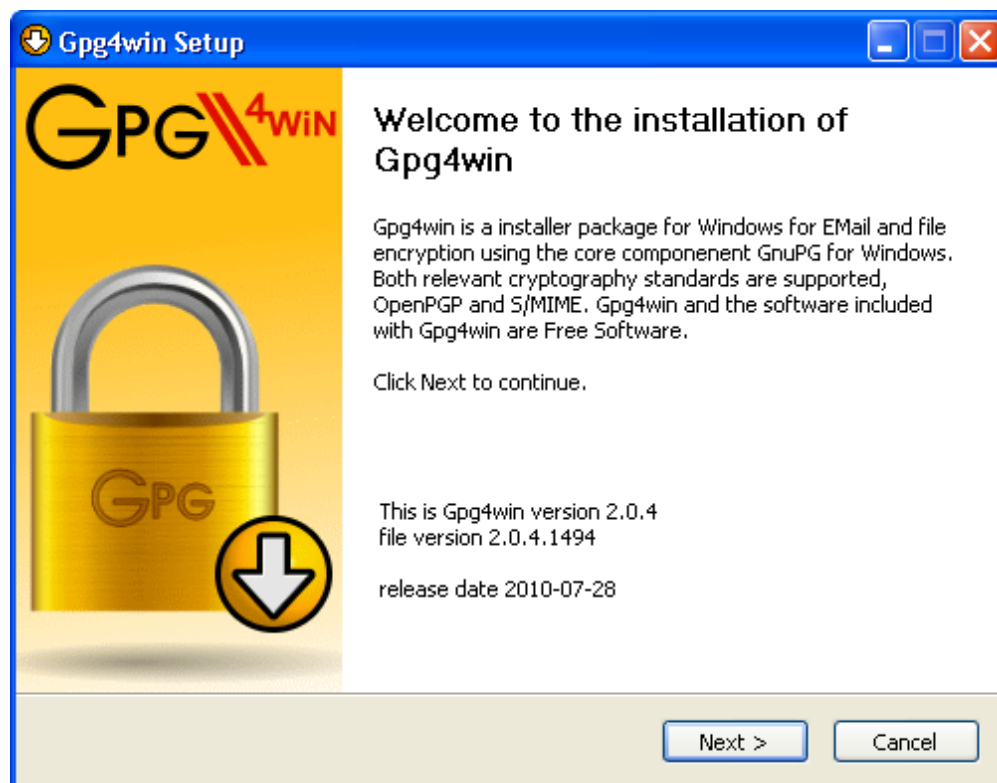 Gpg4win Setup
GPG4WIN
Welcome to the installation of
Gpg4win
Gpg4win is a installer package for Windows for EMail and file
encryption using the core componenent GnuPG for Windows.
Both relevant cryptography standards are supported,
OpenPGP and S/MIME. Gpg4win and the software included
with Gpg4win are Free Software.
Click Next to continue.
GPG
This is Gpg4win version 2.0.4
file version 2.0.4.1494
release date 2010-07-28
Next >
Cancel